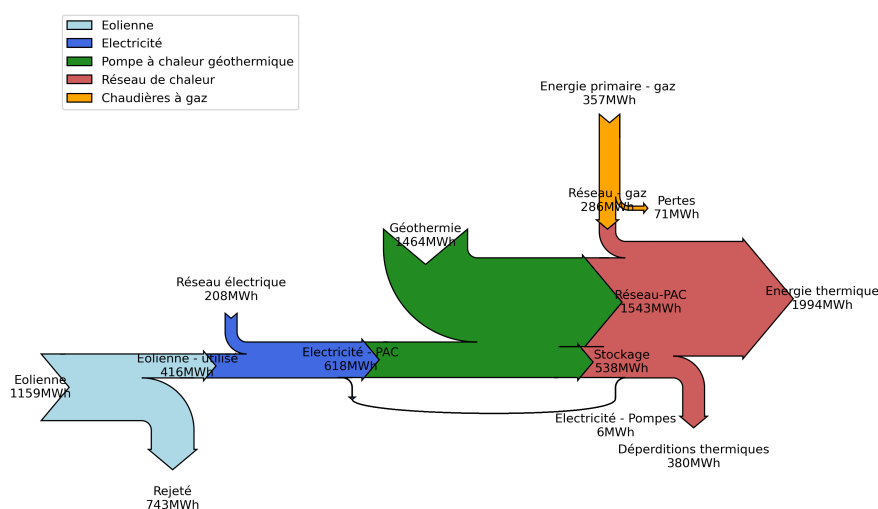 Eolienne
Electricité
Pompe à chaleur géothermique
Réseau de chaleur
Chaudières à gaz
Energie primaire - gaz
357MWh
Réseau - gaz
286MWh
Pertes
71MWh
Géothermie
1464MWh
Réseau électrique
208MWh
Réseau-PAC
1543MWh
Energie thermique
1994MWh
Eolienne - utilisé
416MWh
Electricité - PAC
618MWh
Stockage
538MWh
Eolienne
1159MWh
Electricité - Pompes
6MWh
Déperditions thermiques
380MWh
Rejeté
743MWh